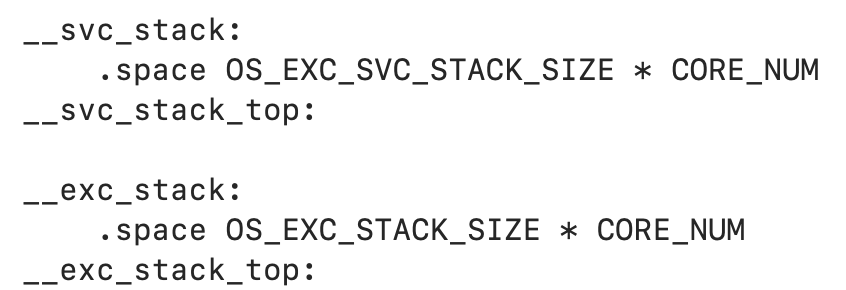 __svc_stack:
    .space OS_EXC_SVC_STACK_SIZE * CORE_NUM
__svc_stack_top:

__exc_stack:
    .space OS_EXC_STACK_SIZE * CORE_NUM
__exc_stack_top: